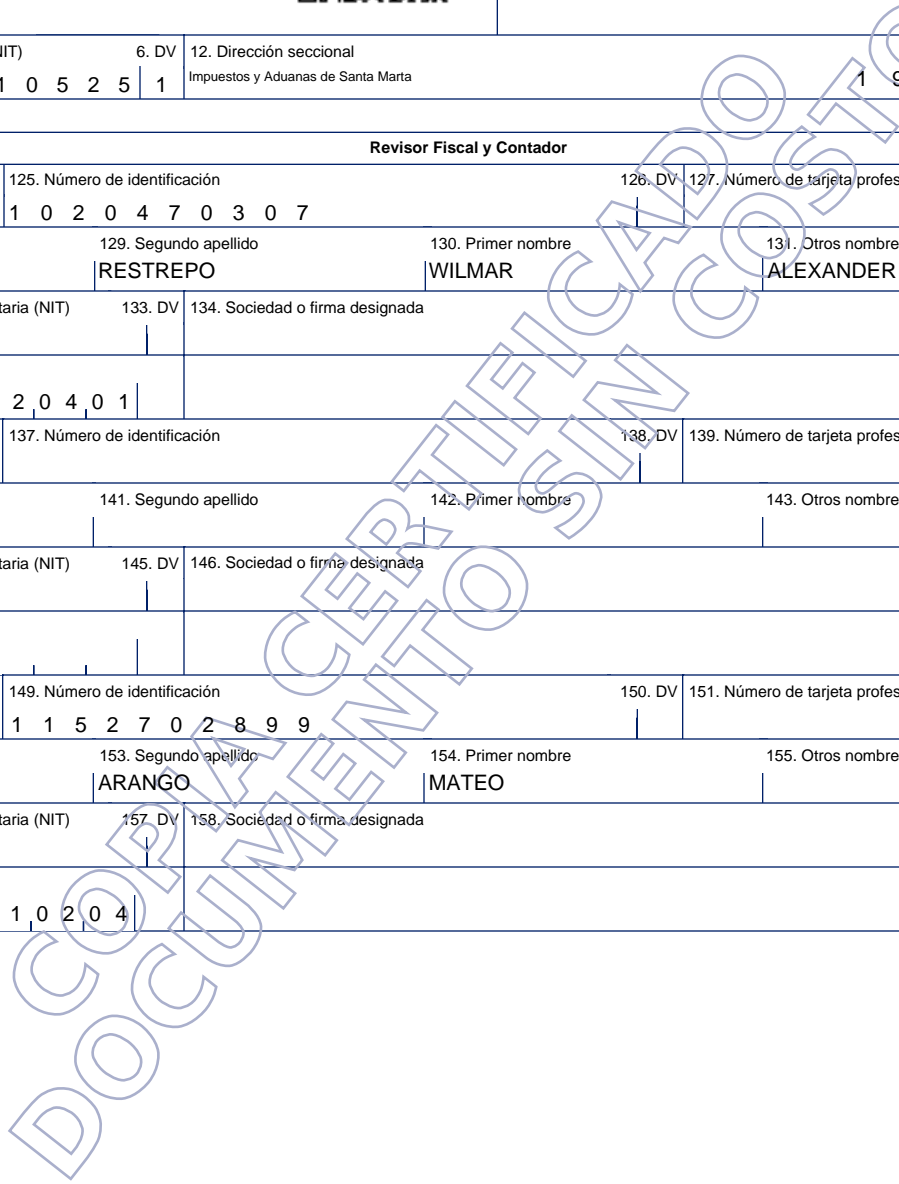 IIT) 6. DV 12. Dirección seccional
1 0 5 2 5 1 Impuestos y Aduanas de Santa Marta 1 9
Revisor Fiscal y Contador
125. Número de identificación 126. DV 127. Número de tarjeta profes
1 0 2 0 4 7 0 3 0 7
129. Segundo apellido 130. Primer nombre 131. Otros nombre
RESTREPO WILMAR ALEXANDER
taria (NIT) 133. DV 134. Sociedad o firma designada
2 0 4 0 1
137. Número de identificación 138. DV 139. Número de tarjeta profes
141. Segundo apellido 142. Primer nombre 143. Otros nombre
taria (NIT) 145. DV 146. Sociedad o firma designada
149. Número de identificación 150. DV 151. Número de tarjeta profes
1 1 5 2 7 0 2 8 9 9
153. Segundo apellido 154. Primer nombre 155. Otros nombre
ARANGO MATEO
taria (NIT) 157. DV 158. Sociedad o firma designada
1 0 2 0 4
COPIA CERTIFICADO
DOCUMENTO SIN COSTO